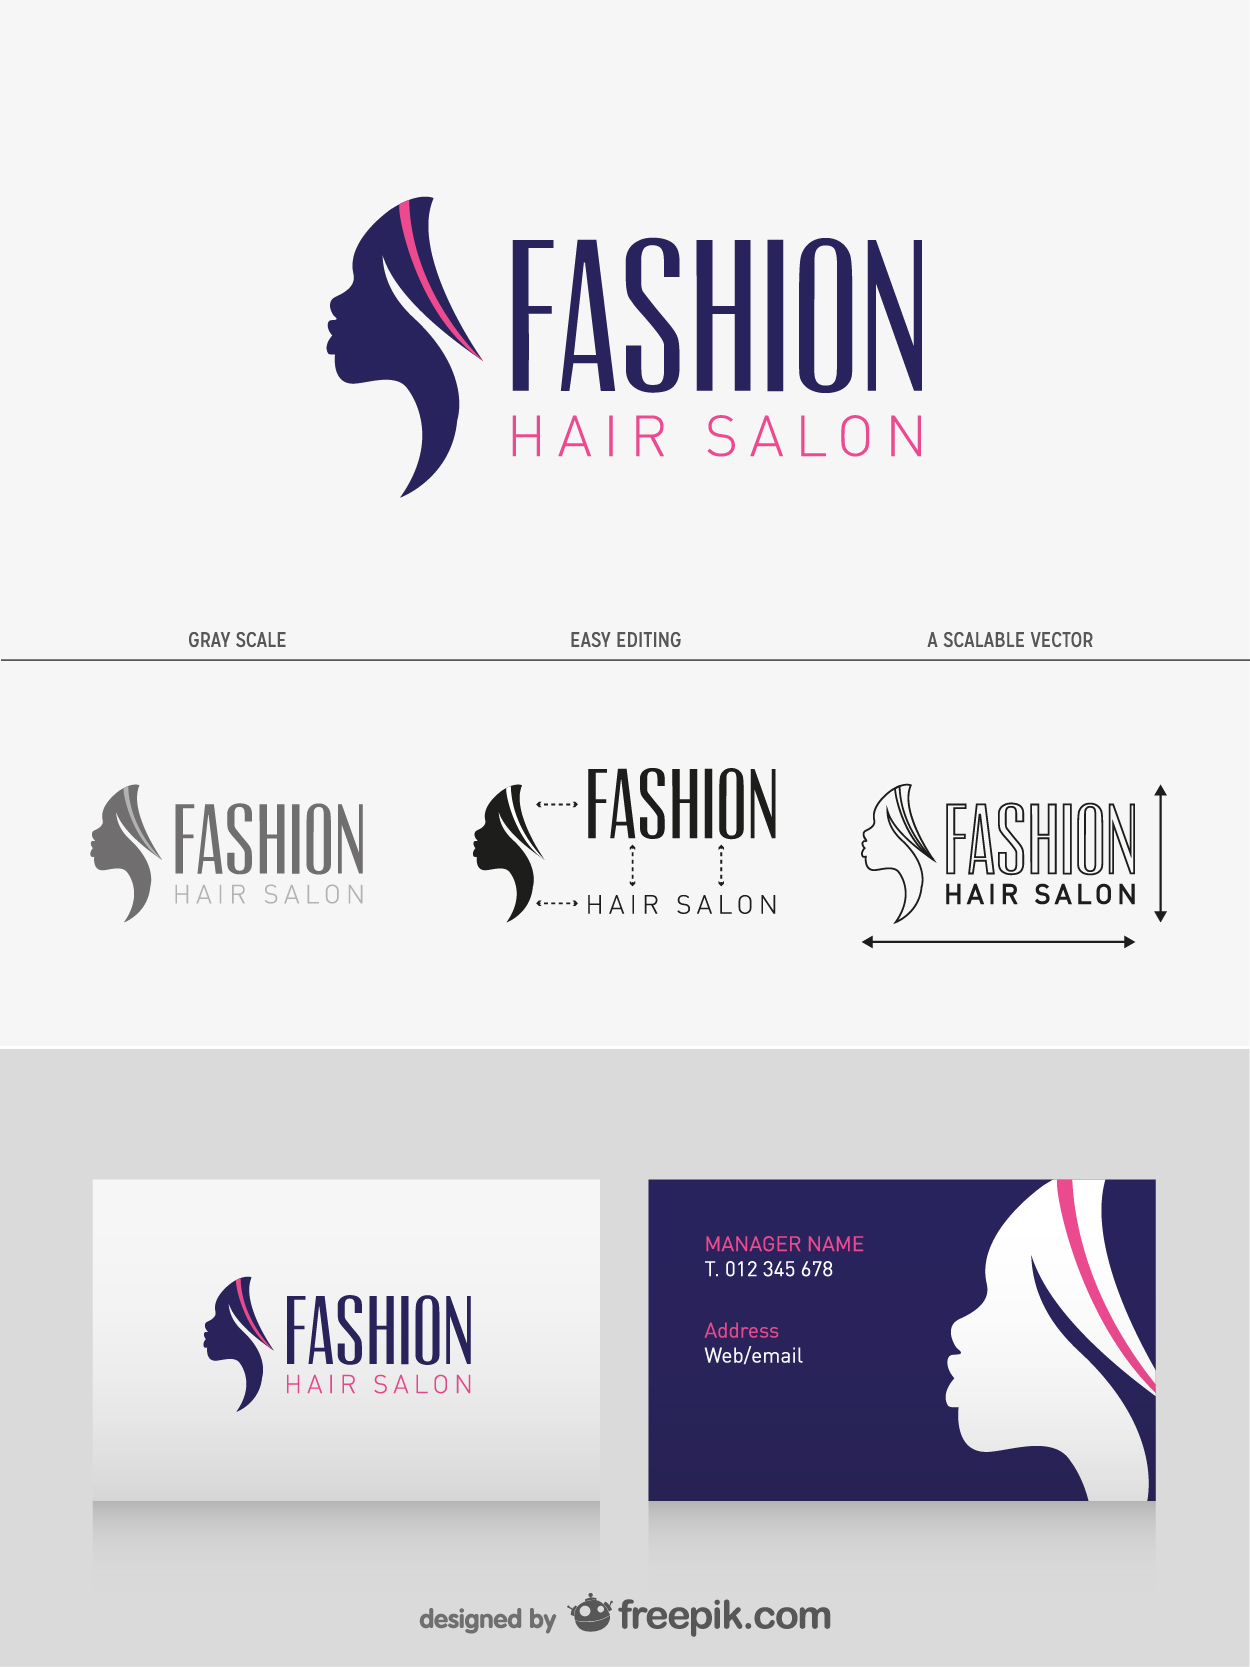 FASHION
HAIR SALON
GRAY SCALE
EASY EDITING
A SCALABLE VECTOR
FASHION
HAIR SALON
FASHION
HAIR SALON
FASHION
HAIR SALON
FASHION
HAIR SALON
MANAGER NAME
T. 012 345 678
Address
Web/email
designed by freepik.com